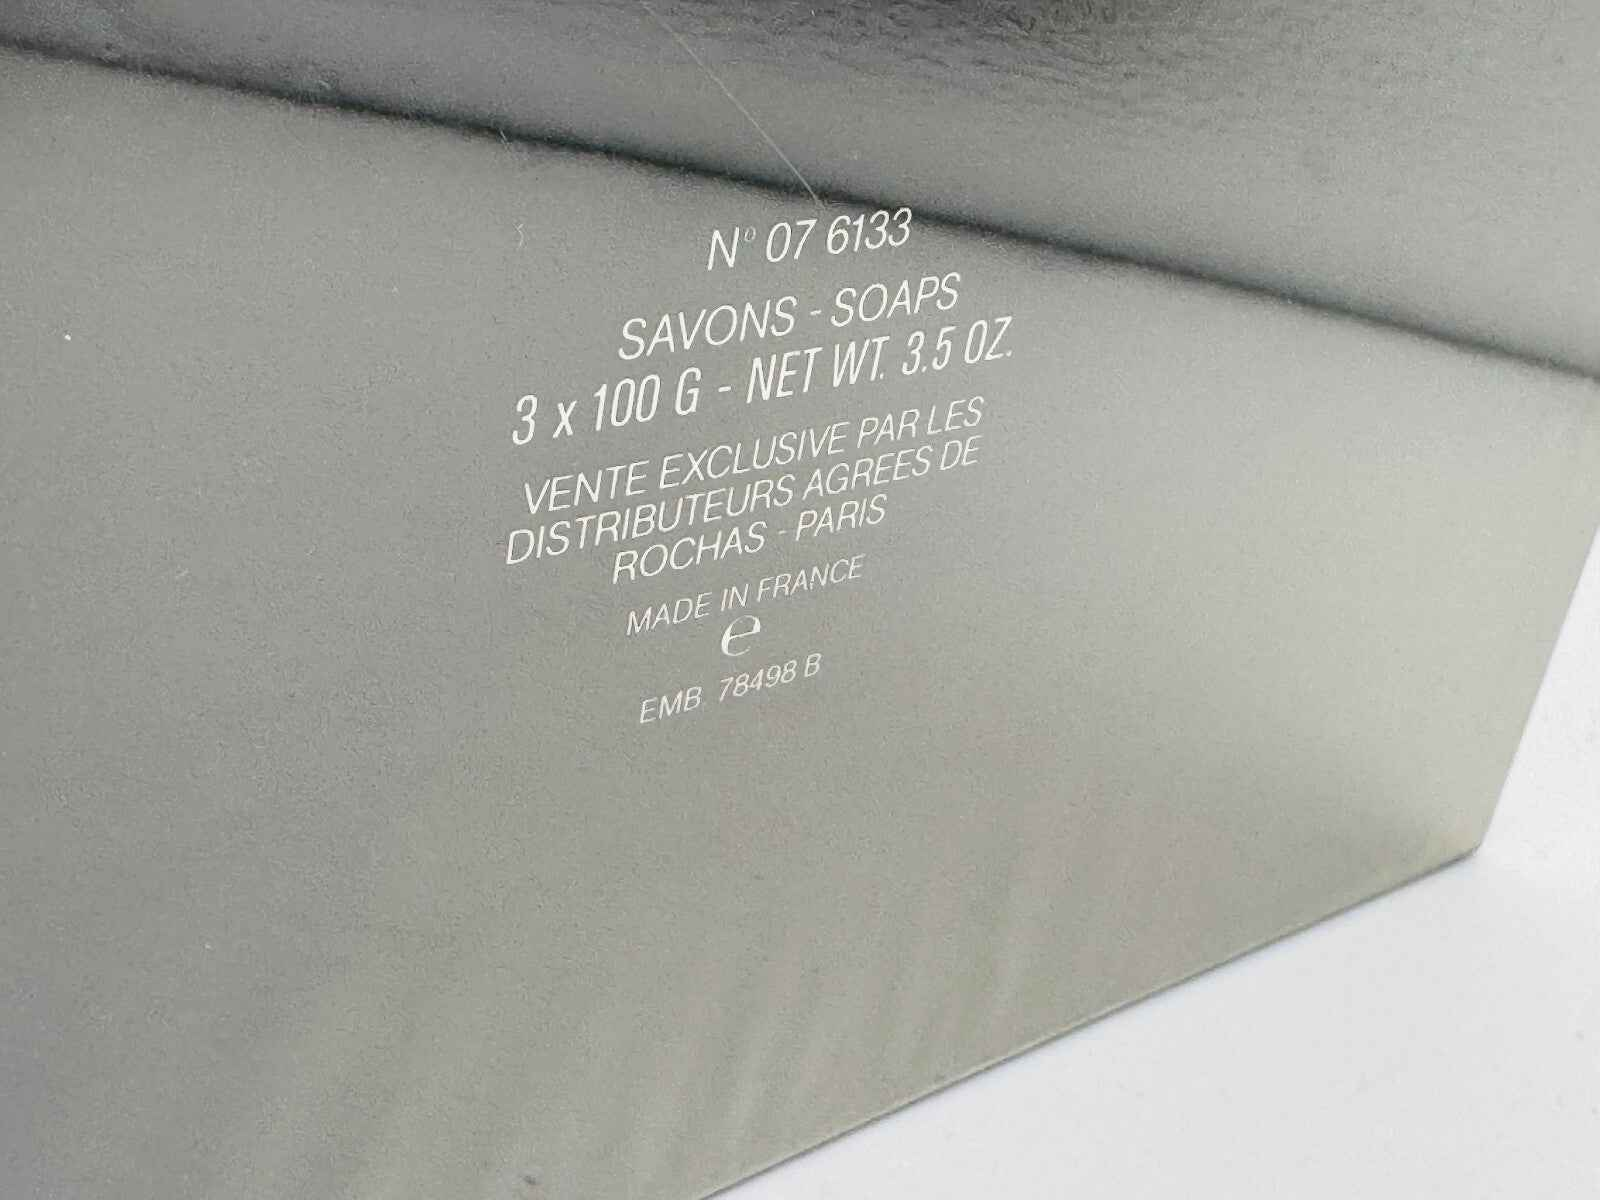 N° 07 6133
SAVONS - SOAPS
3 x 100 G - NET WT. 3.5 OZ.
VENTE EXCLUSIVE PAR LES
DISTRIBUTEURS AGREES DE
ROCHAS - PARIS
MADE IN FRANCE
℮
EMB. 78498 B